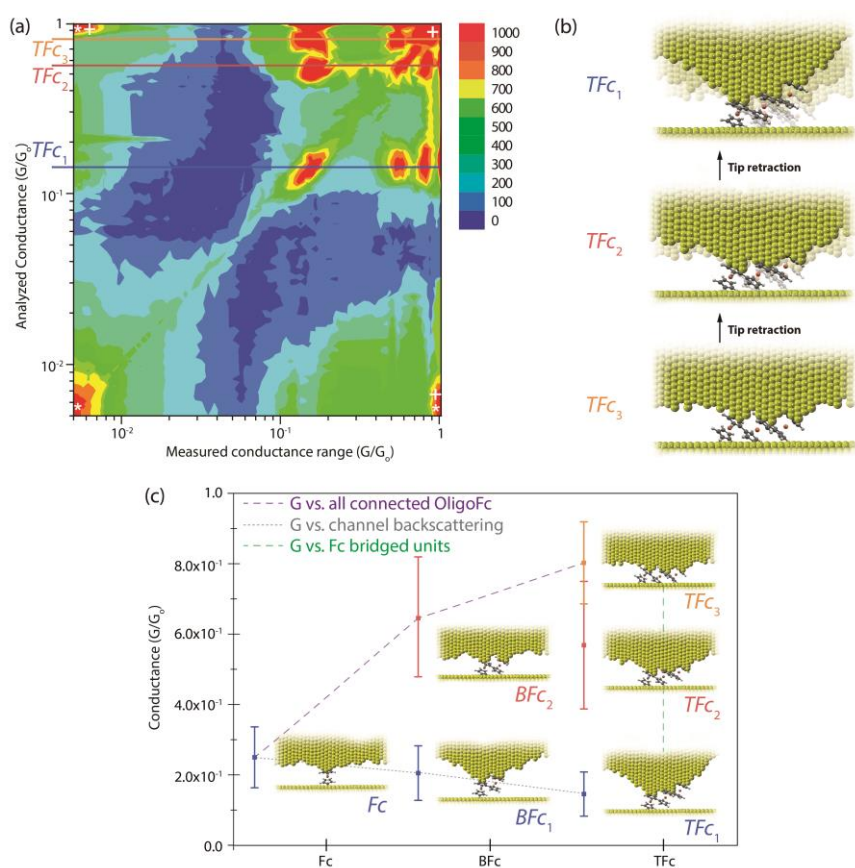 (a)
Analyzed Conductance (G/G₀)
1
10⁻¹
10⁻²
TFc₃
TFc₂
TFc₁
*+
+
*
+
*
10⁻²
10⁻¹
1
Measured conductance range (G/G₀)
1000
900
800
700
600
500
400
300
200
100
0
(b)
TFc₁
Tip retraction
TFc₂
Tip retraction
TFc₃
(c)
Conductance (G/G₀)
1.0
8.0x10⁻¹
6.0x10⁻¹
4.0x10⁻¹
2.0x10⁻¹
0.0
G vs. all connected OligoFc
G vs. channel backscattering
G vs. Fc bridged units
TFc₃
BFc₂
TFc₂
Fc
BFc₁
TFc₁
Fc
BFc
TFc